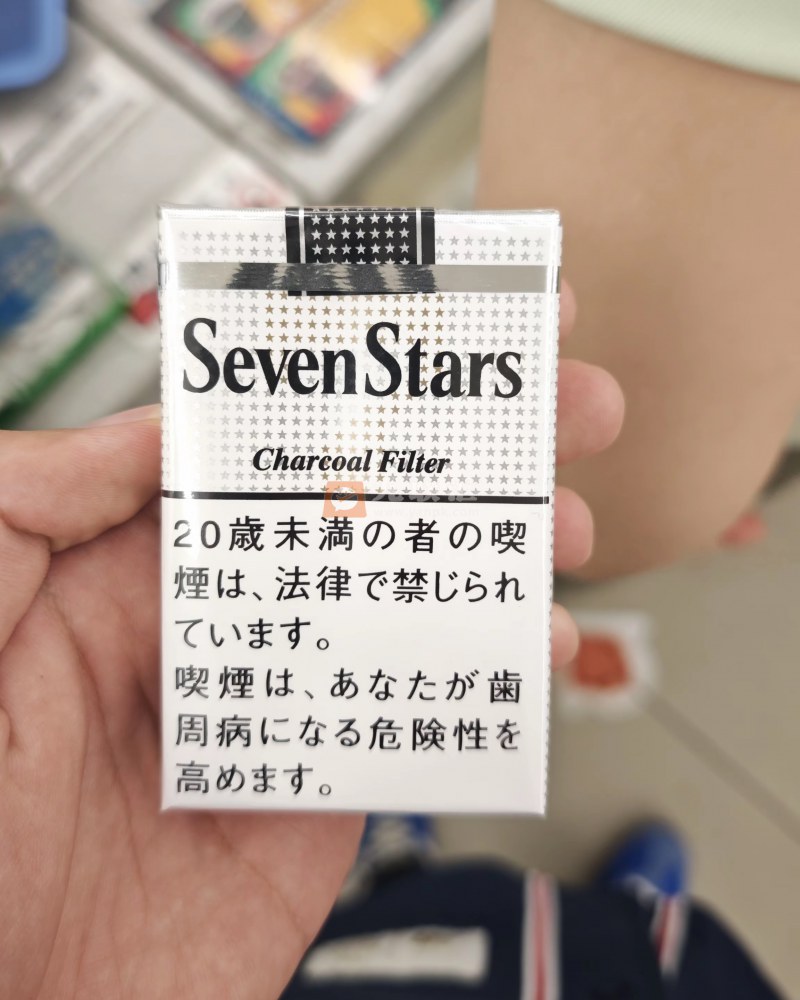 Seven Stars
Charcoal Filter
20歳未満の者の喫
煙は、法律で禁じられ
ています。
喫煙は、あなたが歯
周病になる危険性を
高めます。